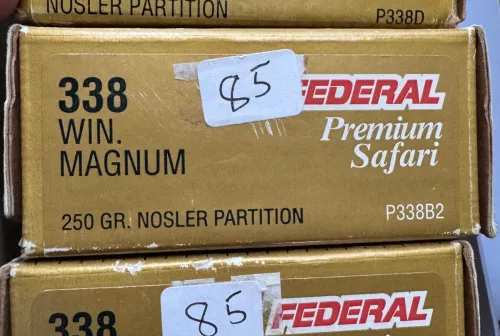 NOSLER PARTITION
P338D
338
WIN.
MAGNUM
85
FEDERAL
Premium
Safari
250 GR. NOSLER PARTITION
P338B2
338
85
FEDERAL